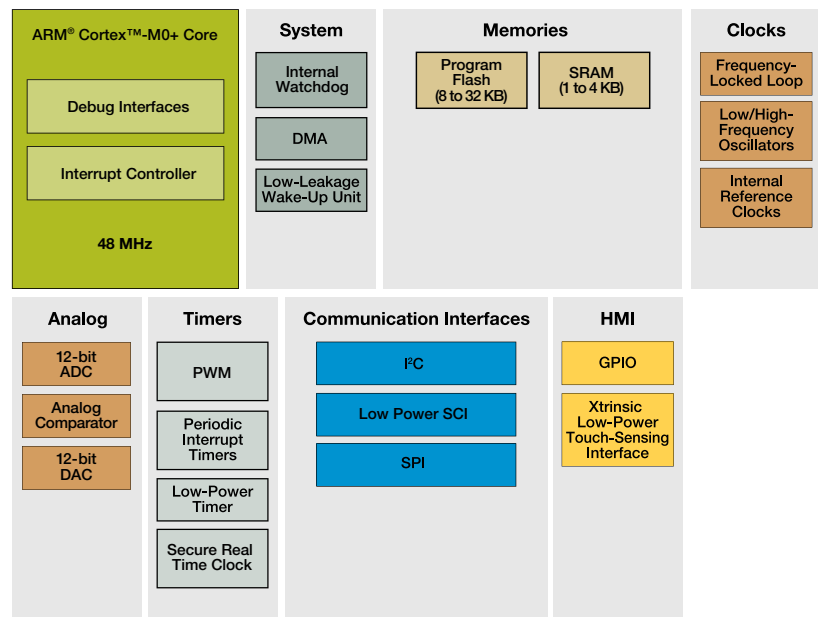 ARM® Cortex™-M0+ Core
Debug Interfaces
Interrupt Controller
48 MHz
System
Internal
Watchdog
DMA
Low-Leakage
Wake-Up Unit
Memories
Program
Flash
(8 to 32 KB)
SRAM
(1 to 4 KB)
Clocks
Frequency-
Locked Loop
Low/High-
Frequency
Oscillators
Internal
Reference
Clocks
Analog
12-bit
ADC
Analog
Comparator
12-bit
DAC
Timers
PWM
Periodic
Interrupt
Timers
Low-Power
Timer
Secure Real
Time Clock
Communication Interfaces
I²C
Low Power SCI
SPI
HMI
GPIO
Xtrinsic
Low-Power
Touch-Sensing
Interface